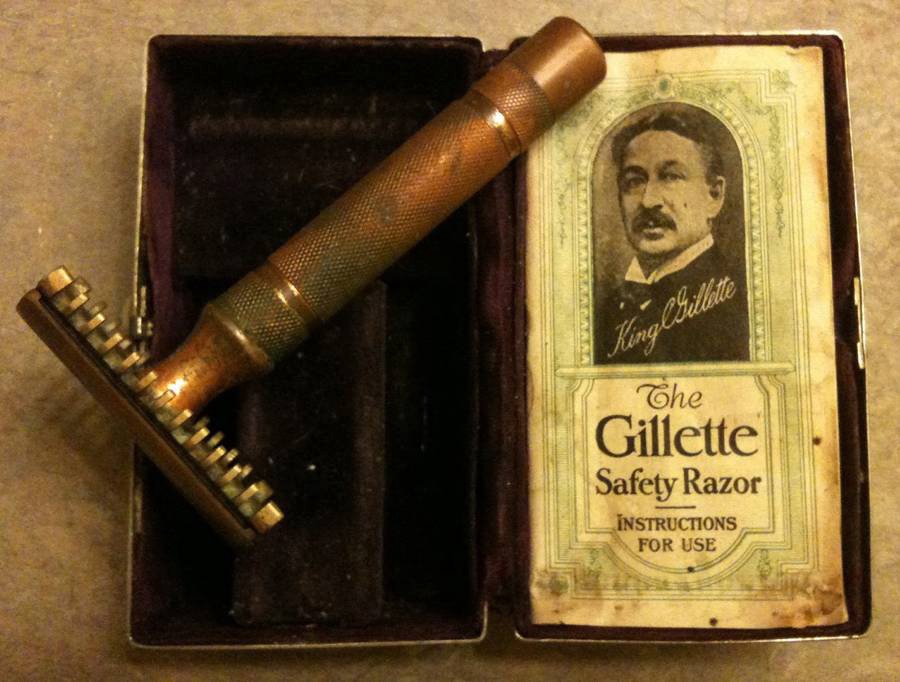 King C Gillette
The
Gillette
Safety Razor
INSTRUCTIONS
FOR USE